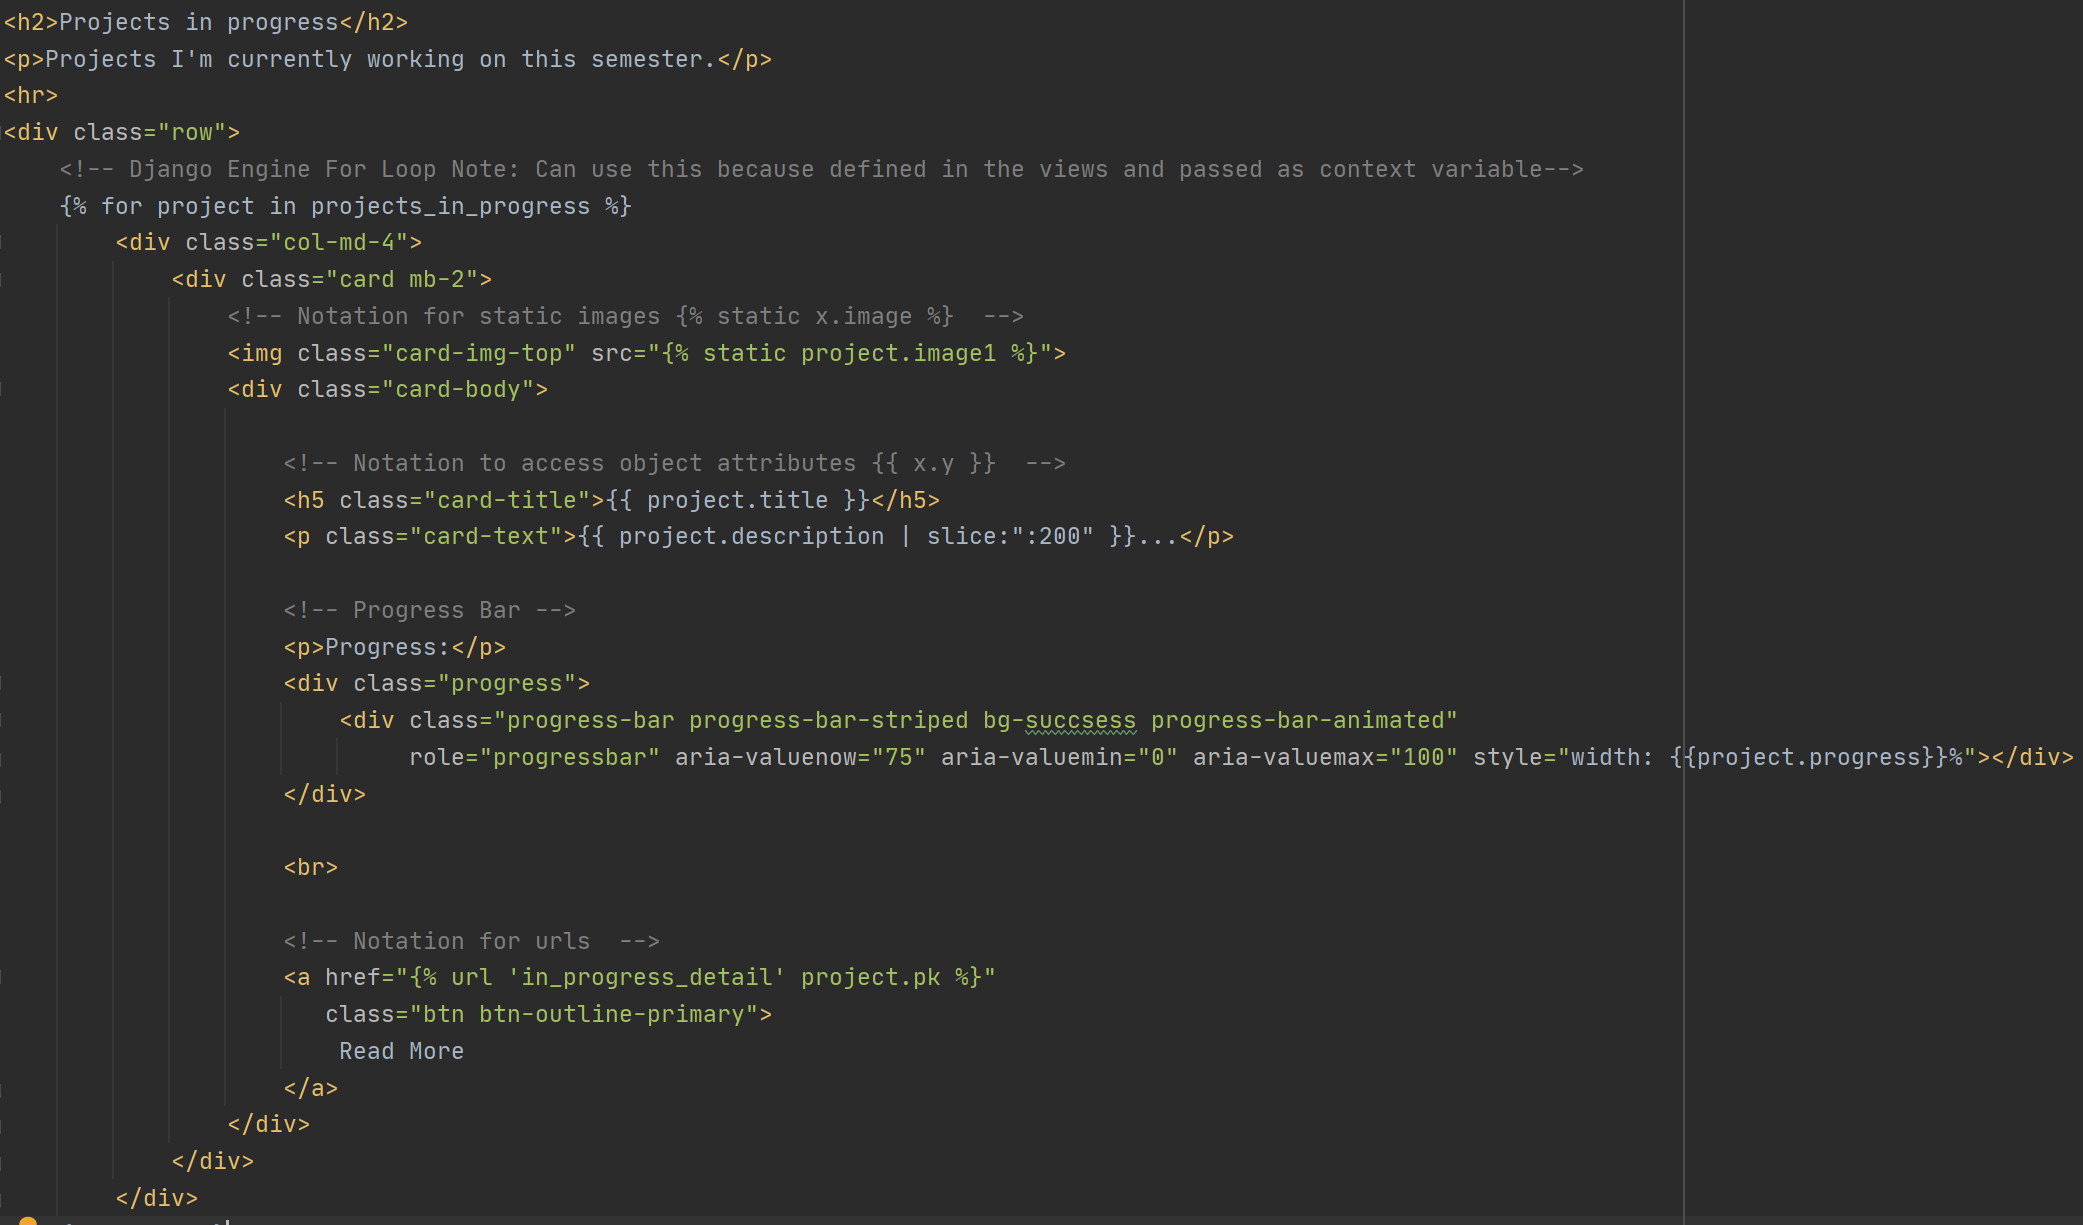 <h2>Projects in progress</h2>
<p>Projects I'm currently working on this semester.</p>
<hr>
<div class="row">
    <!-- Django Engine For Loop Note: Can use this because defined in the views and passed as context variable-->
    {% for project in projects_in_progress %}
        <div class="col-md-4">
            <div class="card mb-2">
                <!-- Notation for static images {% static x.image %}  -->
                <img class="card-img-top" src="{% static project.image1 %}">
                <div class="card-body">
                    <!-- Notation to access object attributes {{ x.y }}  -->
                    <h5 class="card-title">{{ project.title }}</h5>
                    <p class="card-text">{{ project.description | slice:":200" }}...</p>
                    <!-- Progress Bar -->
                    <p>Progress:</p>
                    <div class="progress">
                        <div class="progress-bar progress-bar-striped bg-succsess progress-bar-animated"
                             role="progressbar" aria-valuenow="75" aria-valuemin="0" aria-valuemax="100" style="width: {{project.progress}}%"></div>
                    </div>
                    <br>
                    <!-- Notation for urls  -->
                    <a href="{% url 'in_progress_detail' project.pk %}"
                       class="btn btn-outline-primary">
                        Read More
                    </a>
                </div>
            </div>
        </div>